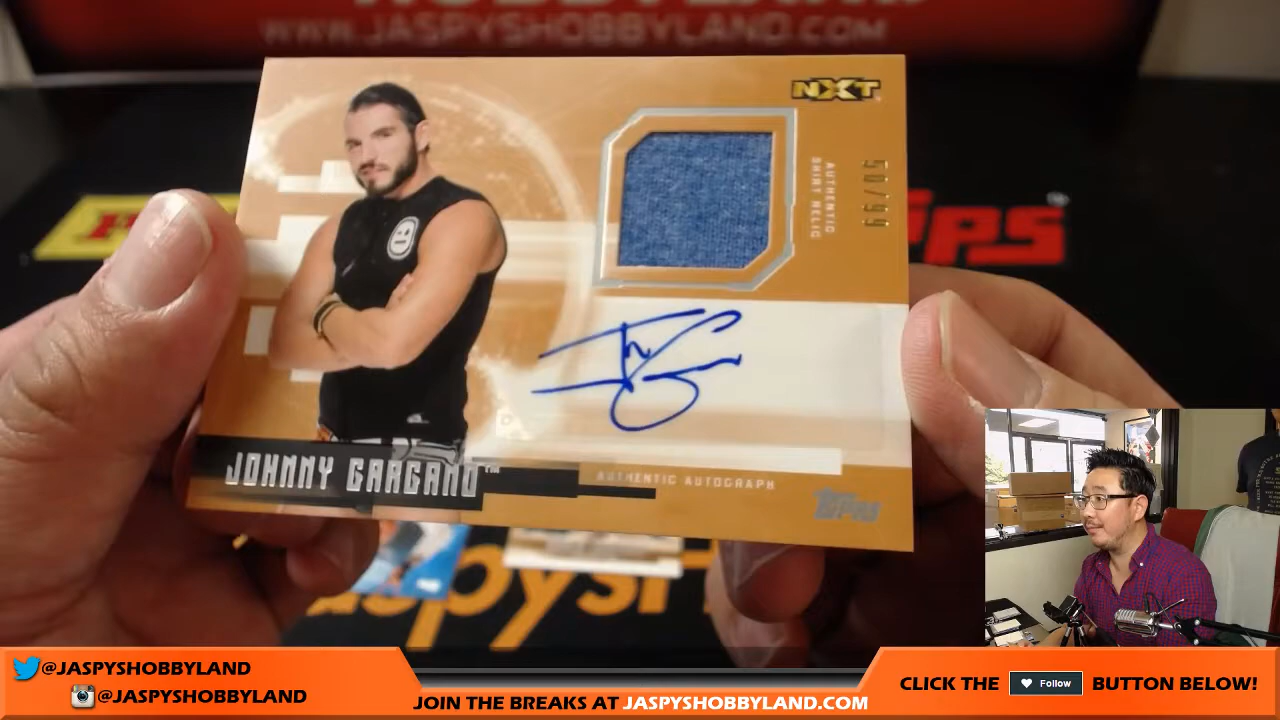 WWW.JASPYSHOBBYLAND.COM
NXT
50/99
AUTHENTIC
SHIRT RELIC
JOHNNY GARGANO™
AUTHENTIC AUTOGRAPH
TOPPS
@JASPYSHOBBYLAND
@JASPYSHOBBYLAND
JOIN THE BREAKS AT JASPYSHOBBYLAND.COM
CLICK THE Follow BUTTON BELOW!